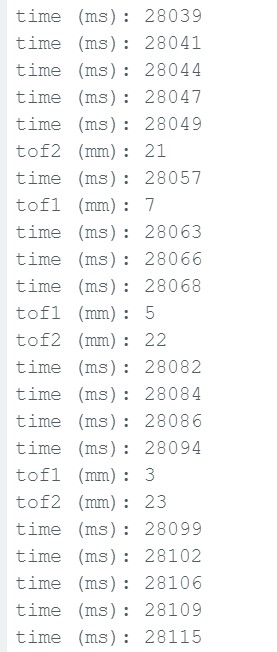 time (ms): 28039
time (ms): 28041
time (ms): 28044
time (ms): 28047
time (ms): 28049
tof2 (mm): 21
time (ms): 28057
tof1 (mm): 7
time (ms): 28063
time (ms): 28066
time (ms): 28068
tof1 (mm): 5
tof2 (mm): 22
time (ms): 28082
time (ms): 28084
time (ms): 28086
time (ms): 28094
tof1 (mm): 3
tof2 (mm): 23
time (ms): 28099
time (ms): 28102
time (ms): 28106
time (ms): 28109
time (ms): 28115